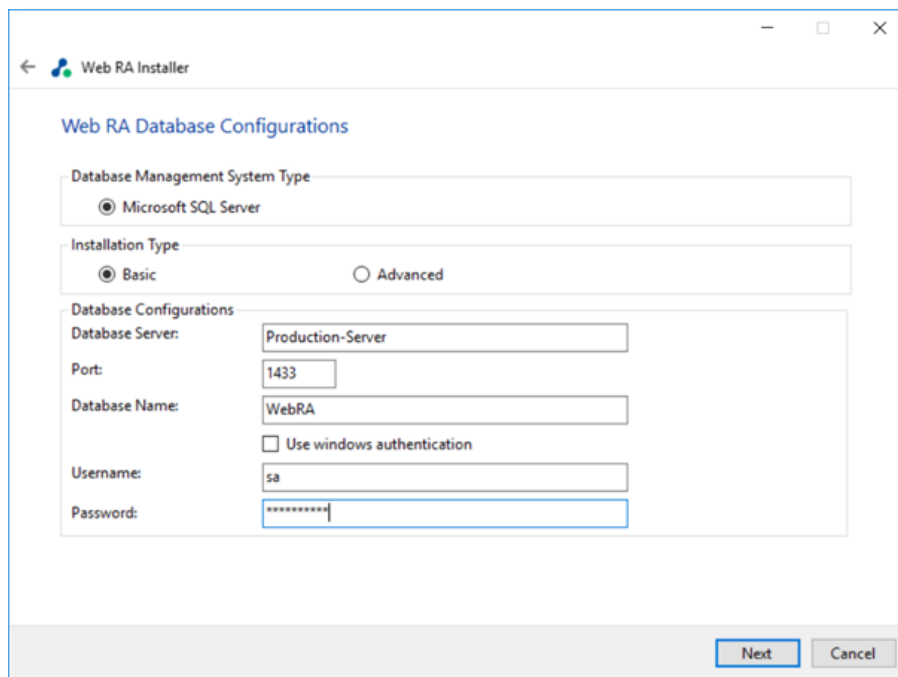 Web RA Installer
Web RA Database Configurations
Database Management System Type
Microsoft SQL Server
Installation Type
Basic Advanced
Database Configurations
Database Server: Production-Server
Port: 1433
Database Name: WebRA
Use windows authentication
Username: sa
Password: **********
Next Cancel